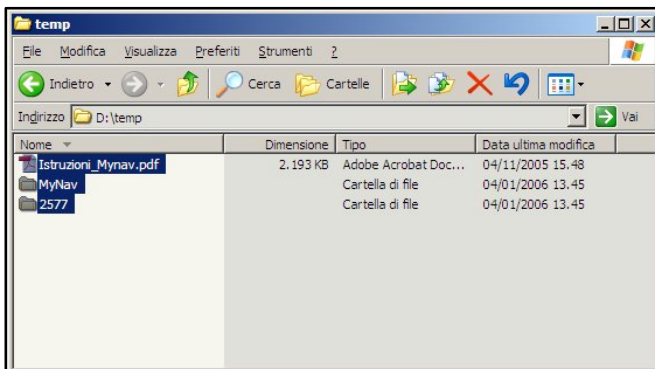 temp
File Modifica Visualizza Preferiti Strumenti ?
Indietro Cerca Cartelle
Indirizzo D:\temp Vai
Nome Dimensione Tipo Data ultima modifica
Istruzioni_Mynav.pdf 2.193 KB Adobe Acrobat Doc... 04/11/2005 15.48
MyNav Cartella di file 04/01/2006 13.45
2577 Cartella di file 04/01/2006 13.45